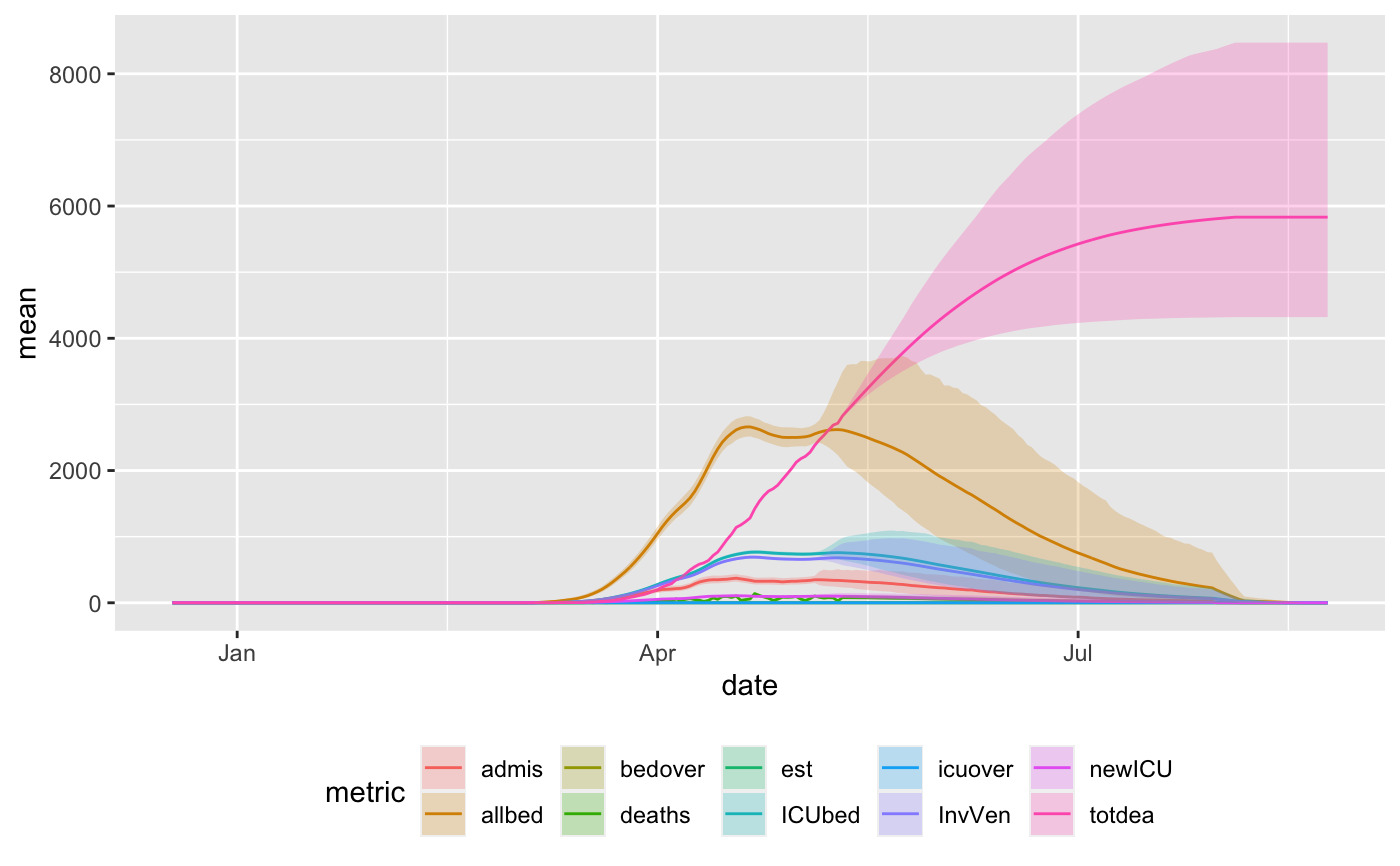 mean
8000
6000
4000
2000
0
Jan Apr Jul
date
metric
admis bedover est icuover newICU
allbed deaths ICUbed InvVen totdea